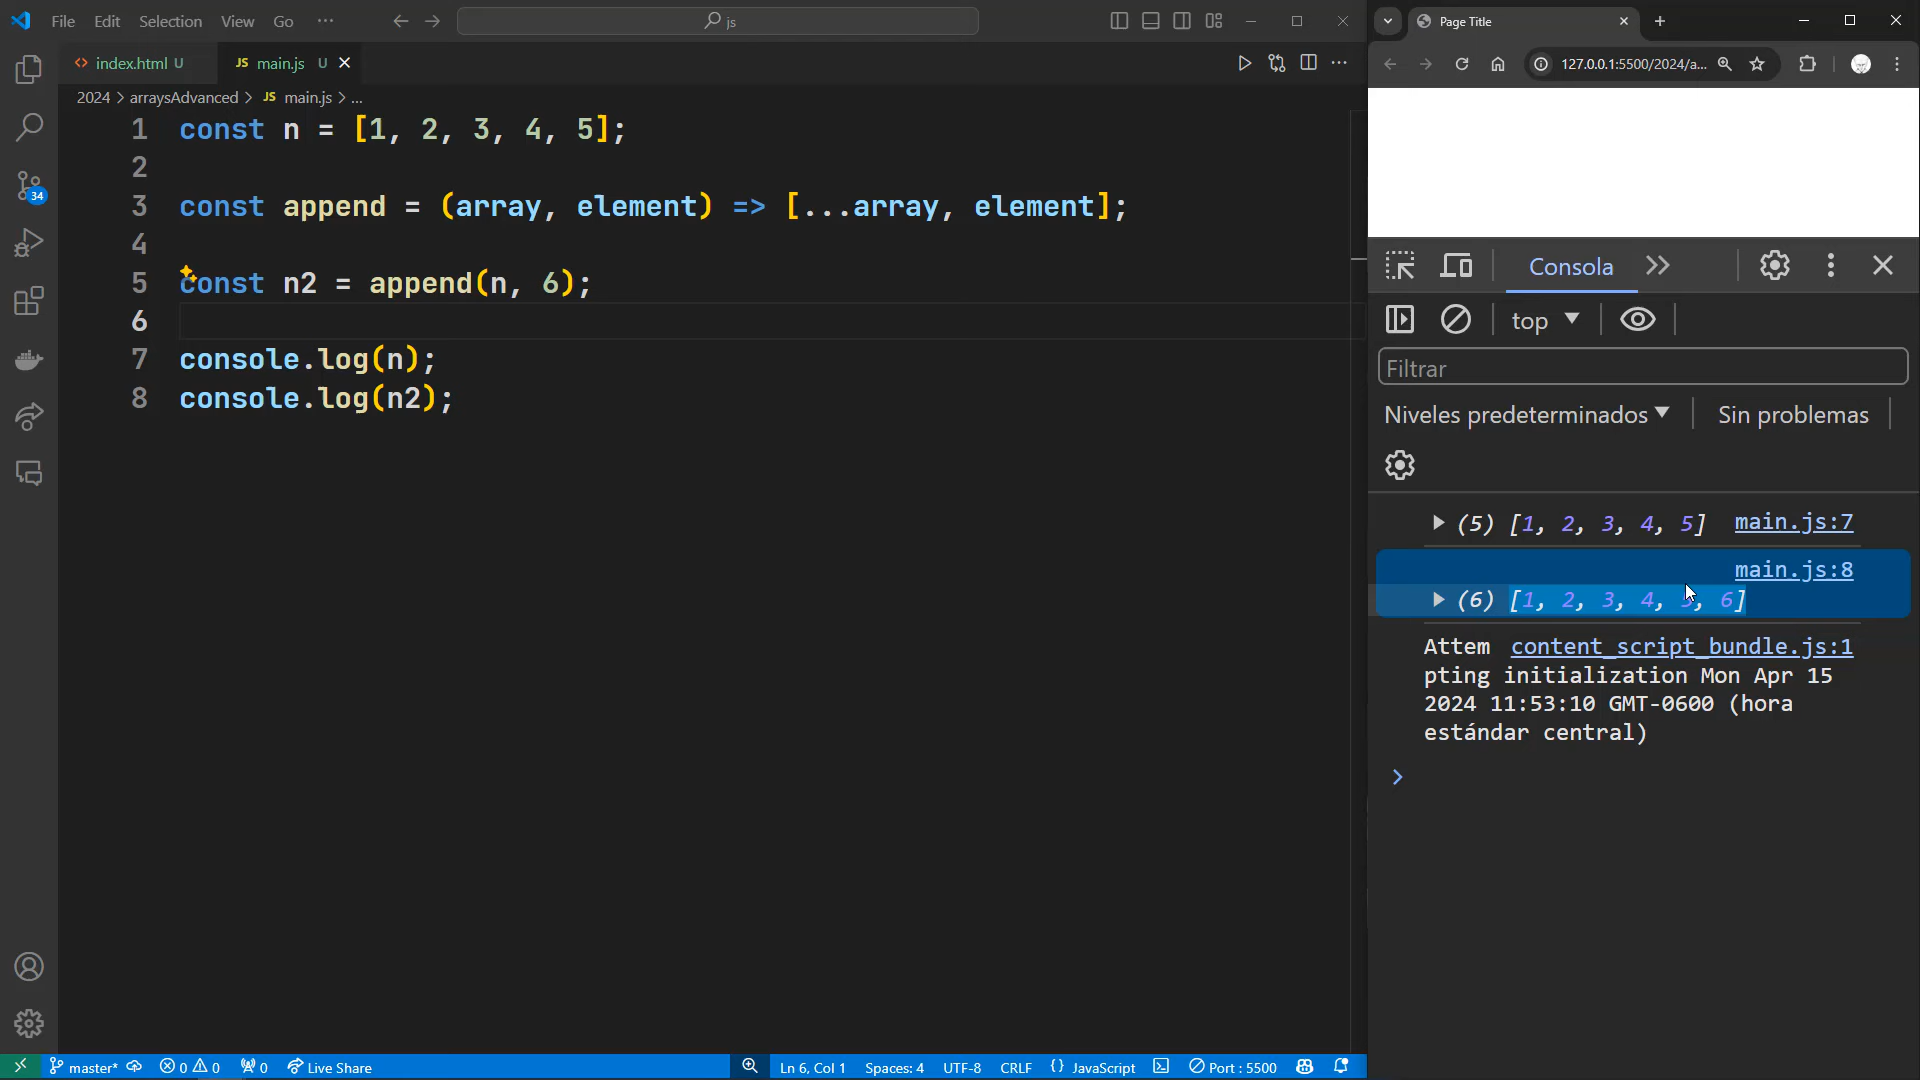 File Edit Selection View Go ··· js
index.html U
JS main.js U
2024 > arraysAdvanced > JS main.js > ...
1 const n = [1, 2, 3, 4, 5];
2
3 const append = (array, element) => [...array, element];
4
5 const n2 = append(n, 6);
6
7 console.log(n);
8 console.log(n2);
34
master* 0 0 0 Live Share
Ln 6, Col 1 Spaces: 4 UTF-8 CRLF {} JavaScript Port : 5500
Page Title
127.0.0.1:5500/2024/a...
Consola
top
Filtrar
Niveles predeterminados Sin problemas
(5) [1, 2, 3, 4, 5] main.js:7
main.js:8
(6) [1, 2, 3, 4, 5, 6]
Attem content_script_bundle.js:1
pting initialization Mon Apr 15
2024 11:53:10 GMT-0600 (hora
estándar central)